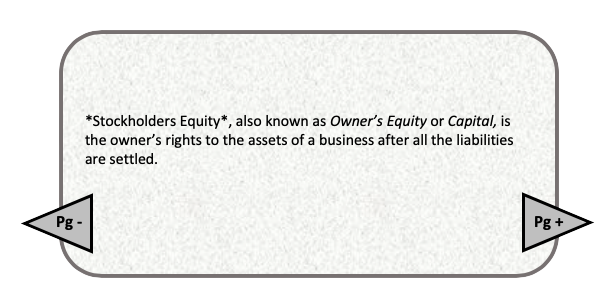 *Stockholders Equity*, also known as Owner’s Equity or Capital, is
the owner’s rights to the assets of a business after all the liabilities
are settled.
Pg -
Pg +